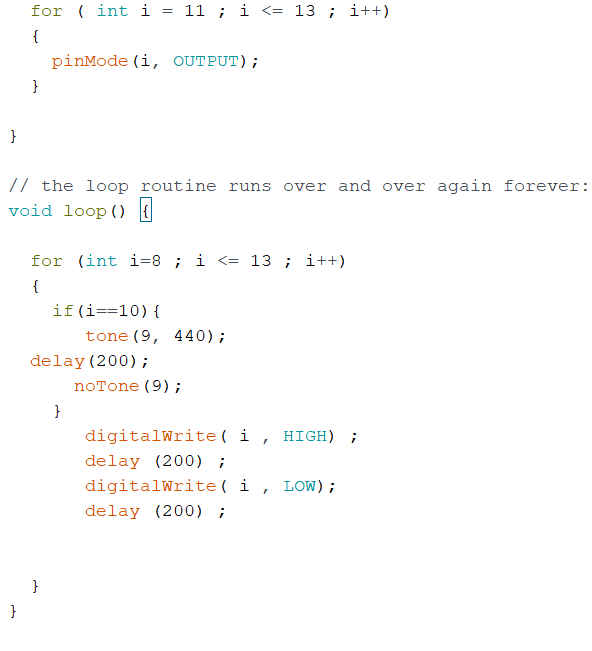 for ( int i = 11 ; i <= 13 ; i++)
{
pinMode(i, OUTPUT);
}
}
// the loop routine runs over and over again forever:
void loop() {
for (int i=8 ; i <= 13 ; i++)
{
if(i==10){
tone(9, 440);
delay(200);
noTone(9);
}
digitalWrite( i , HIGH) ;
delay (200) ;
digitalWrite( i , LOW);
delay (200) ;
}
}